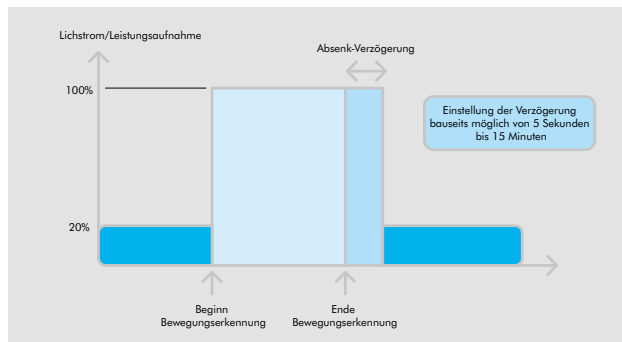 Lichstrom/Leistungsaufnahme
Absenk-Verzögerung
100%
Einstellung der Verzögerung
bauseits möglich von 5 Sekunden
bis 15 Minuten
20%
Beginn
Bewegungserkennung
Ende
Bewegungserkennung